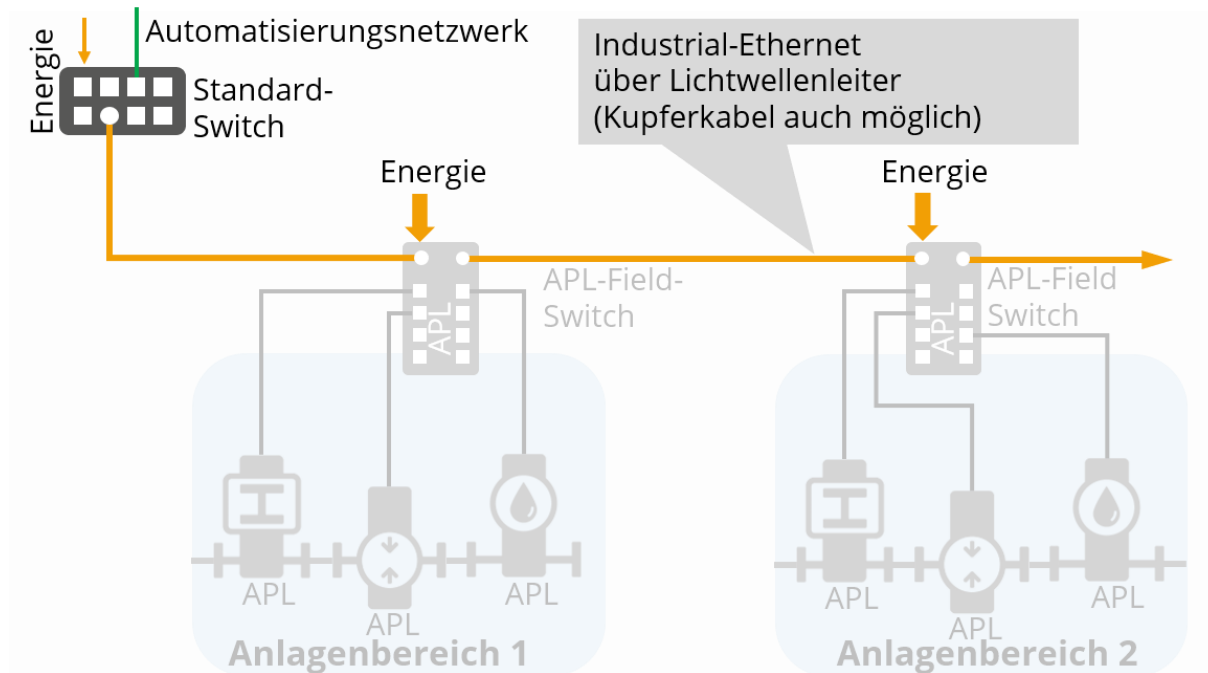 Automatisierungsnetzwerk
Energie
Standard-
Switch
Industrial-Ethernet
über Lichtwellenleiter
(Kupferkabel auch möglich)
Energie
Energie
APL-Field-
Switch
APL
APL-Field
Switch
APL
APL
APL
APL
Anlagenbereich 1
APL
APL
APL
Anlagenbereich 2